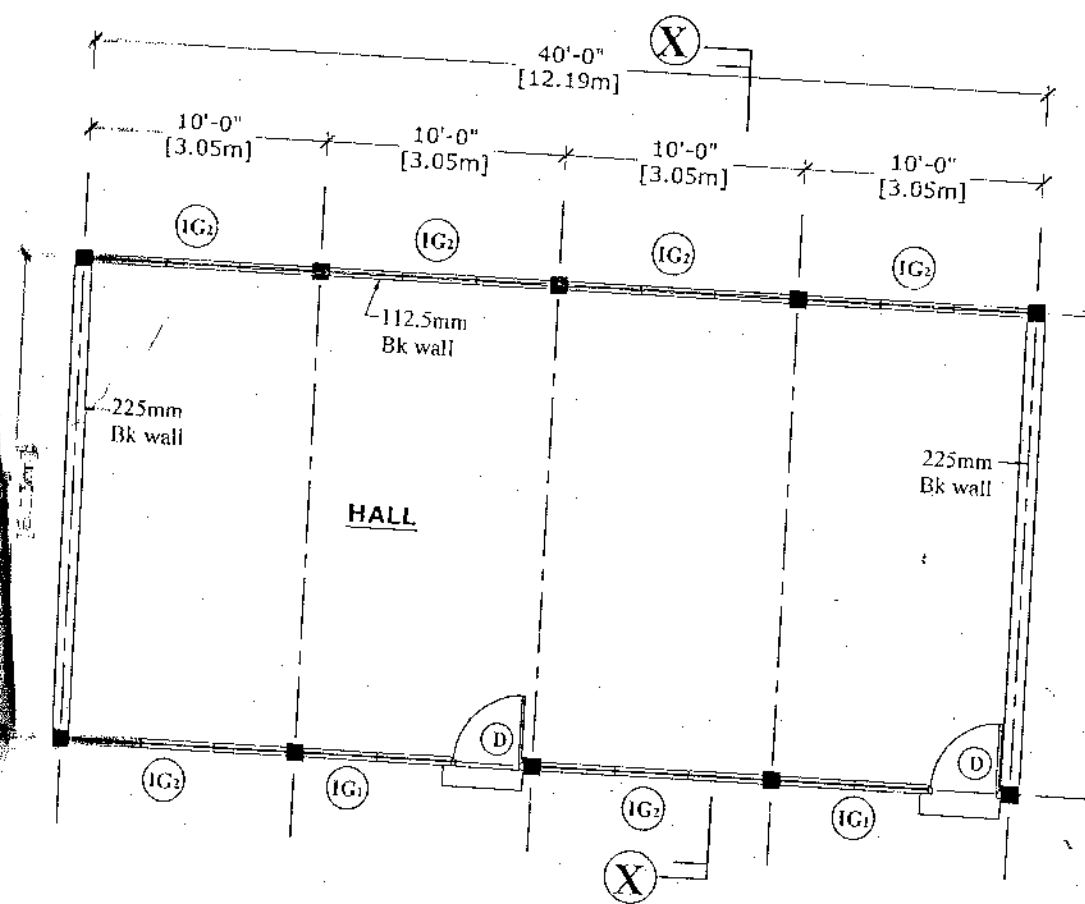 X
40'-0"
[12.19m]
10'-0"
[3.05m]
10'-0"
[3.05m]
10'-0"
[3.05m]
10'-0"
[3.05m]
IG2
IG2
IG2
IG2
112.5mm
Bk wall
225mm
Bk wall
225mm
Bk wall
HALL
D
D
IG2
IG1
IG2
IG1
X